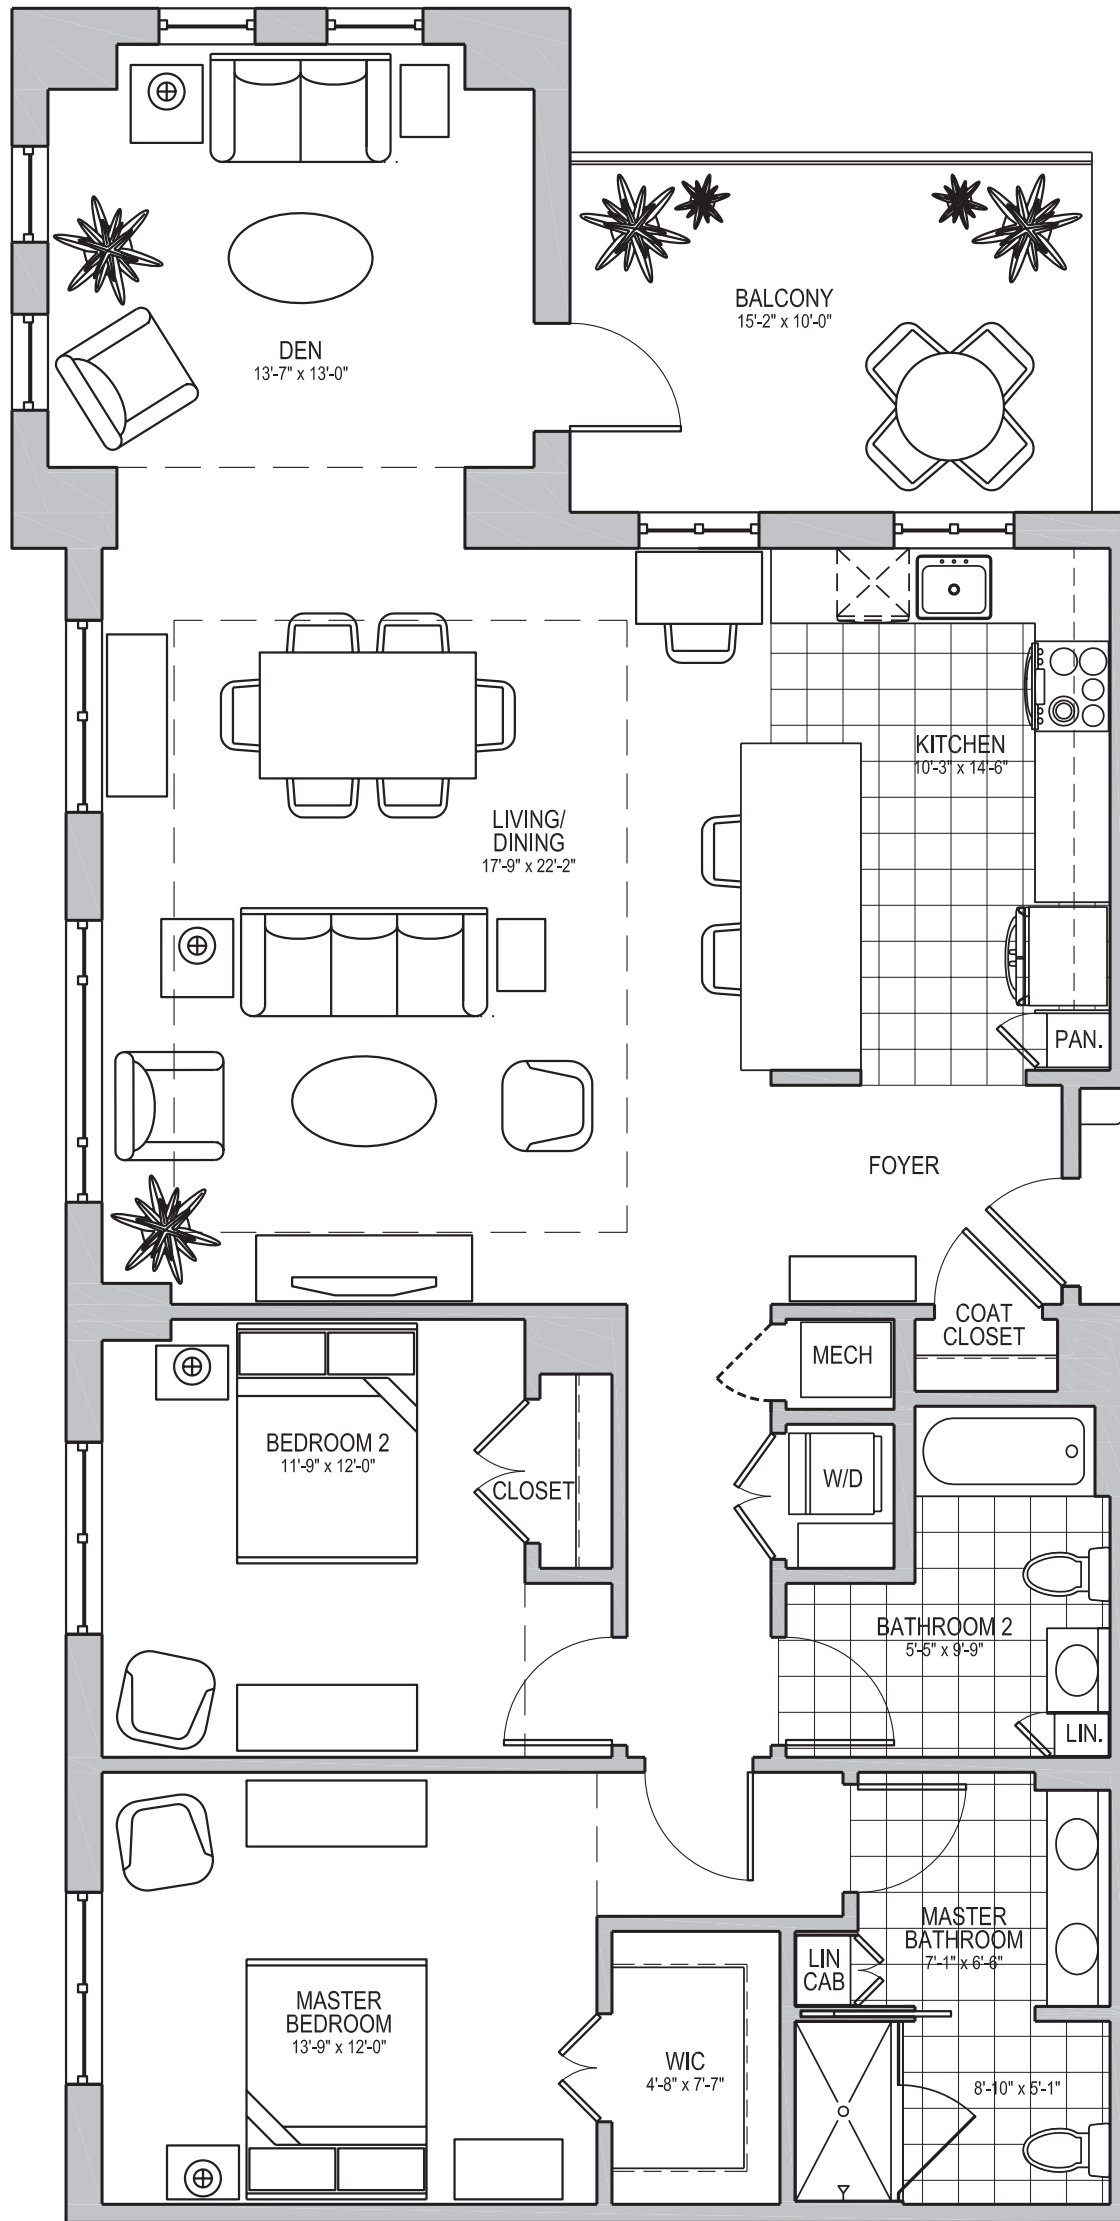 BALCONY
15'-2" x 10'-0"
DEN
13'-7" x 13'-0"
KITCHEN
10'-3" x 14'-6"
LIVING/
DINING
17'-9" x 22'-2"
PAN.
FOYER
COAT
CLOSET
MECH
BEDROOM 2
11'-9" x 12'-0"
CLOSET
W/D
BATHROOM 2
5'-5" x 9'-9"
LIN.
MASTER
BATHROOM
7'-1" x 6'-6"
LIN
CAB
MASTER
BEDROOM
13'-9" x 12'-0"
WIC
4'-8" x 7'-7"
8'-10" x 5'-1"